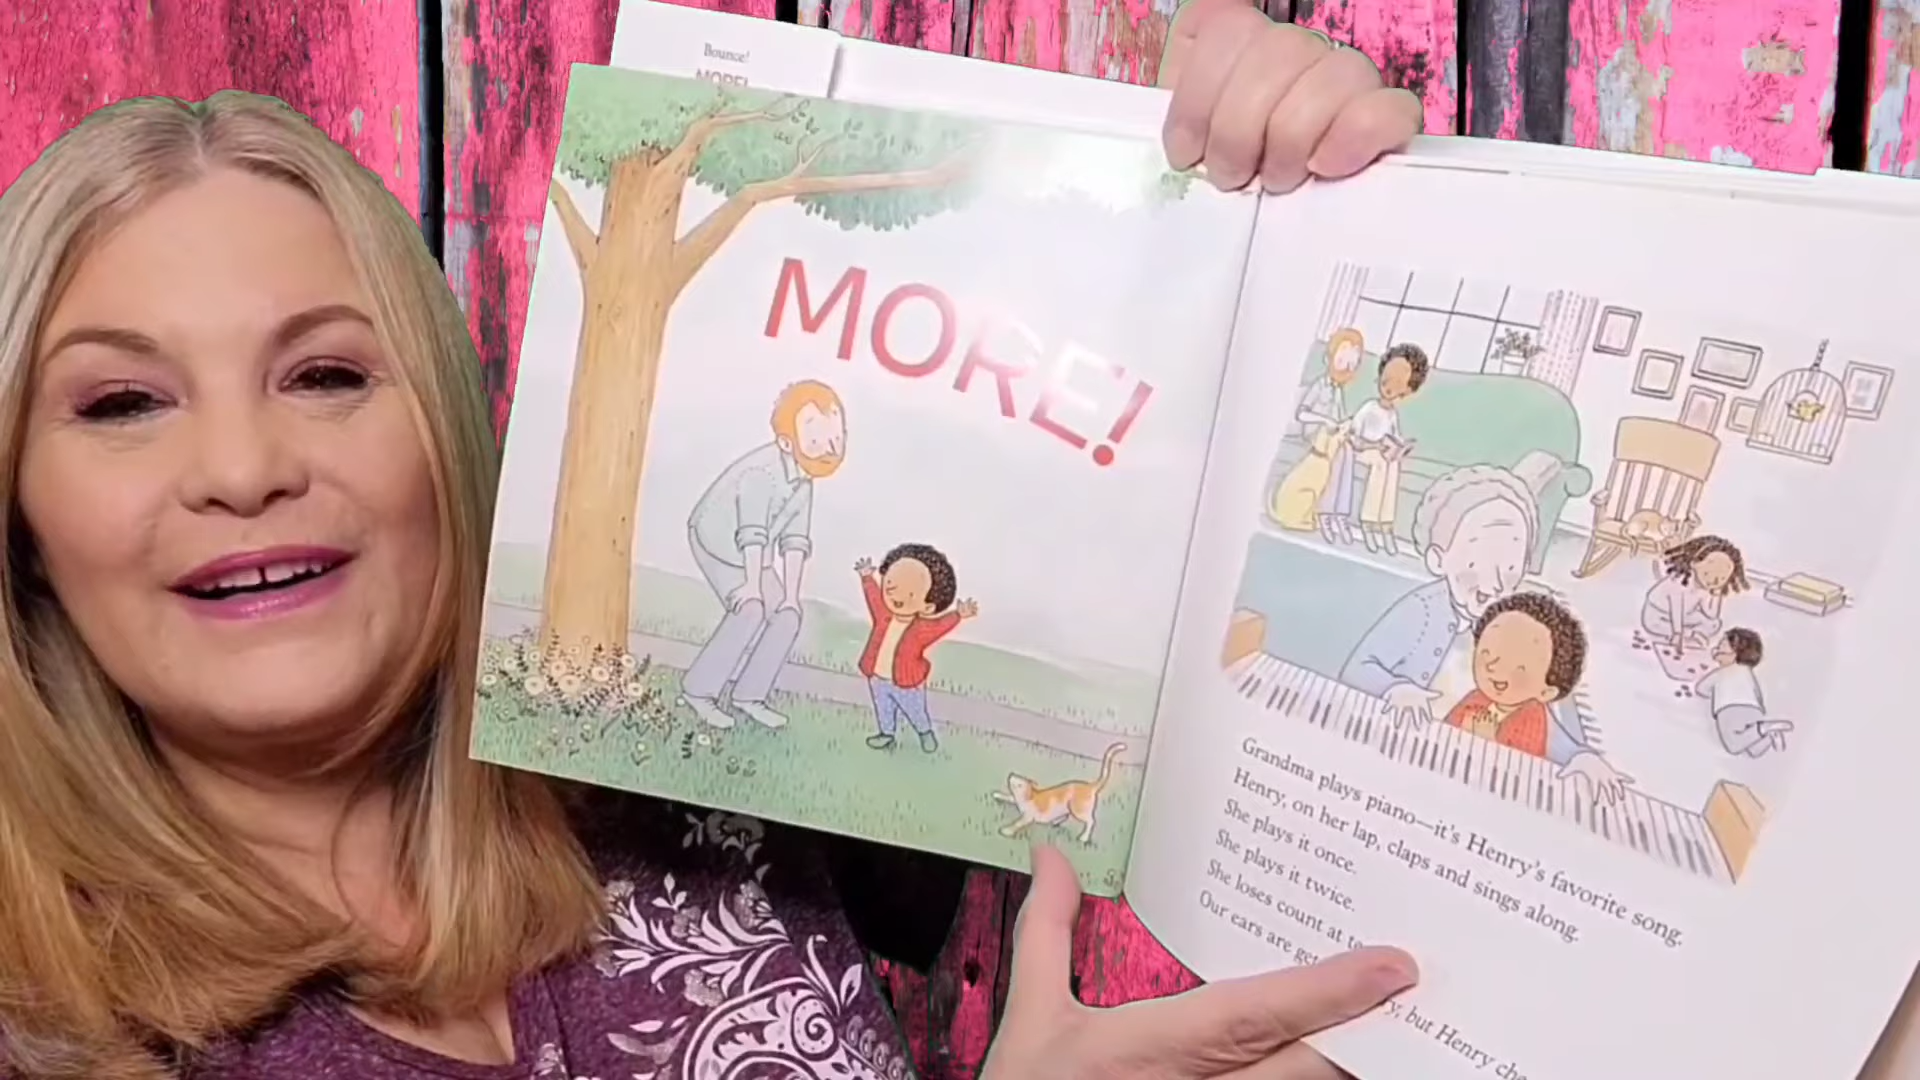 Bounce!
MORE!
MORE!
Grandma plays piano—it's Henry's favorite song.
Henry, on her lap, claps and sings along.
She plays it once.
She plays it twice.
She loses count at
Our ears are
but Henry